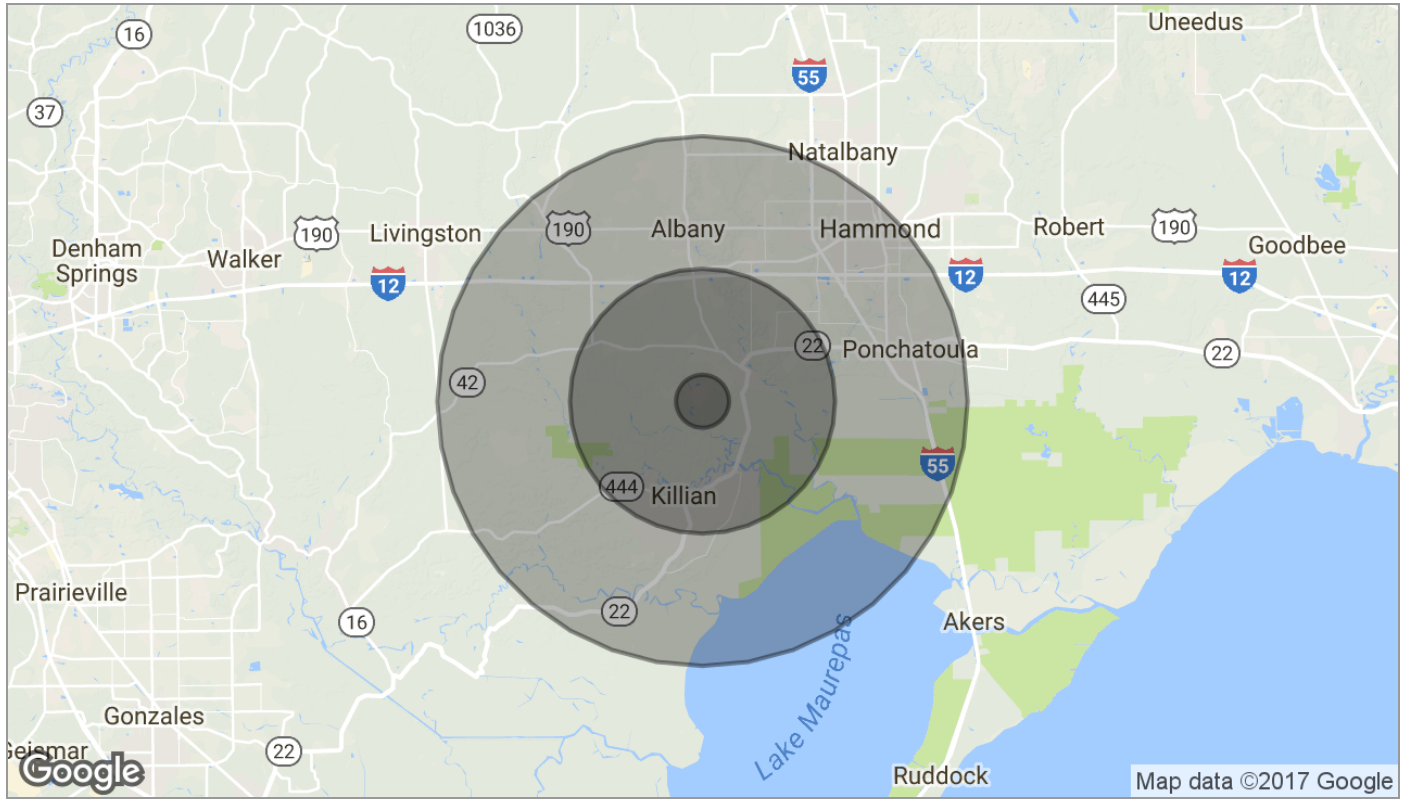 Uneedus
16
1036
55
37
Natalbany
190
Livingston
190
Albany
Hammond
Robert
190
Denham
Springs
Walker
Goodbee
12
12
12
445
22
Ponchatoula
22
42
55
444
Killian
Prairieville
16
22
Akers
Lake Maurepas
Gonzales
22
Geismar
Google
Ruddock
Map data ©2017 Google